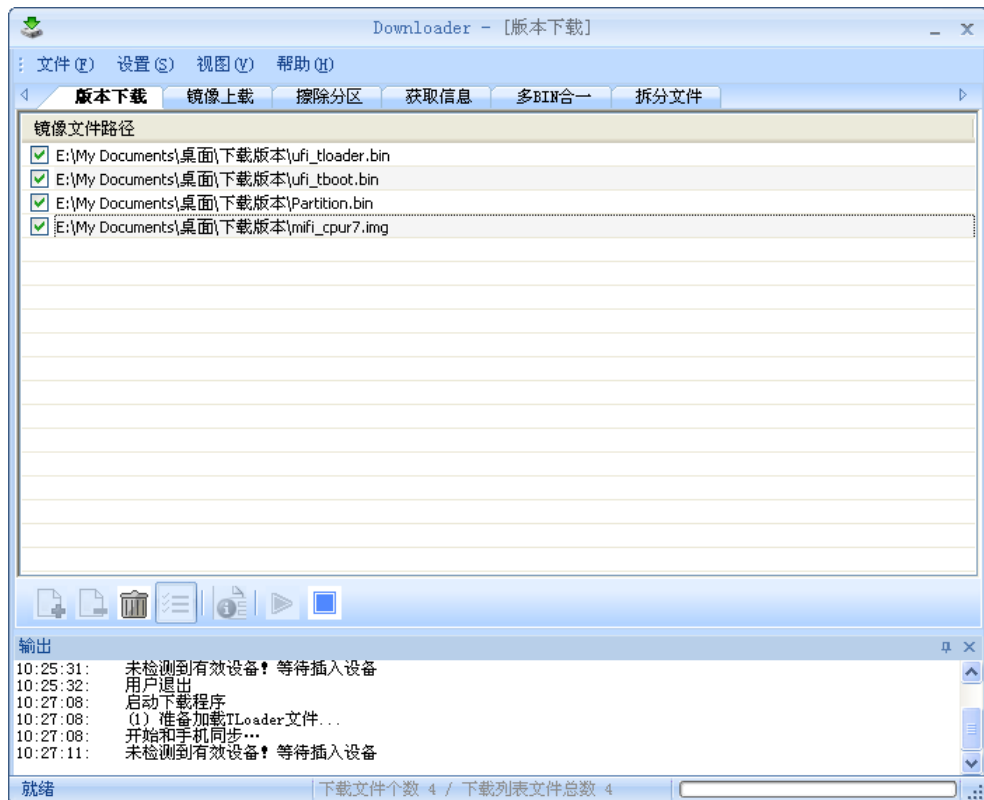 Downloader - [版本下载]
文件(F) 设置(S) 视图(V) 帮助(H)
版本下载 镜像上载 擦除分区 获取信息 多BIN合一 拆分文件
镜像文件路径
E:\My Documents\桌面\下载版本\ufi_tloader.bin
E:\My Documents\桌面\下载版本\ufi_tboot.bin
E:\My Documents\桌面\下载版本\Partition.bin
E:\My Documents\桌面\下载版本\mifi_cpur7.img
输出
10:25:31: 未检测到有效设备！等待插入设备
10:25:32: 用户退出
10:27:08: 启动下载程序
10:27:08: (1) 准备加载TLoader文件...
10:27:08: 开始和手机同步…
10:27:11: 未检测到有效设备！等待插入设备
就绪 下载文件个数 4 / 下载列表文件总数 4